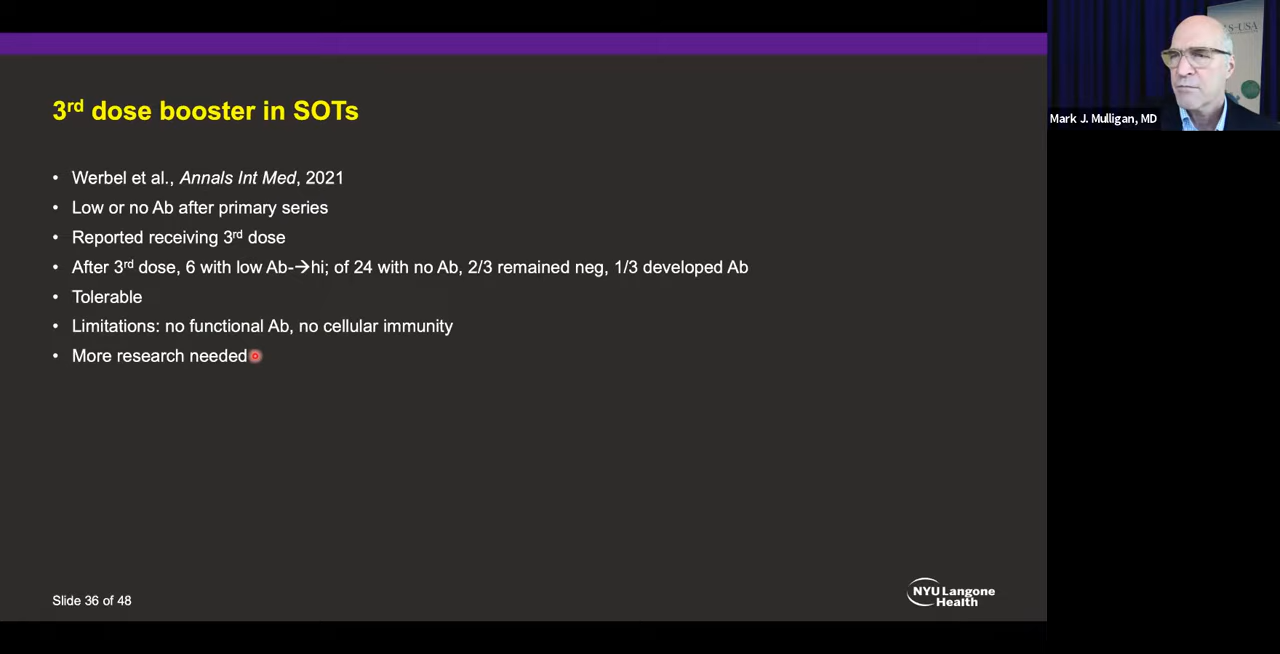 3rd dose booster in SOTs
• Werbel et al., Annals Int Med, 2021
• Low or no Ab after primary series
• Reported receiving 3rd dose
• After 3rd dose, 6 with low Ab-→hi; of 24 with no Ab, 2/3 remained neg, 1/3 developed Ab
• Tolerable
• Limitations: no functional Ab, no cellular immunity
• More research needed
Slide 36 of 48
NYU Langone
Health
Mark J. Mulligan, MD
S-USA